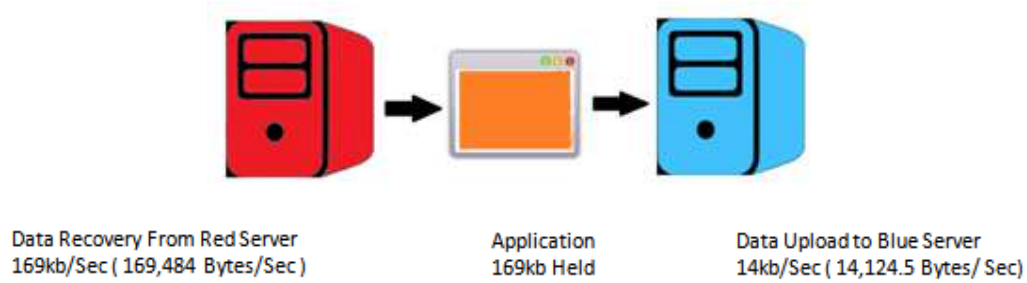 Data Recovery From Red Server
169kb/Sec ( 169,484 Bytes/Sec )
Application
169kb Held
Data Upload to Blue Server
14kb/Sec ( 14,124.5 Bytes/ Sec)